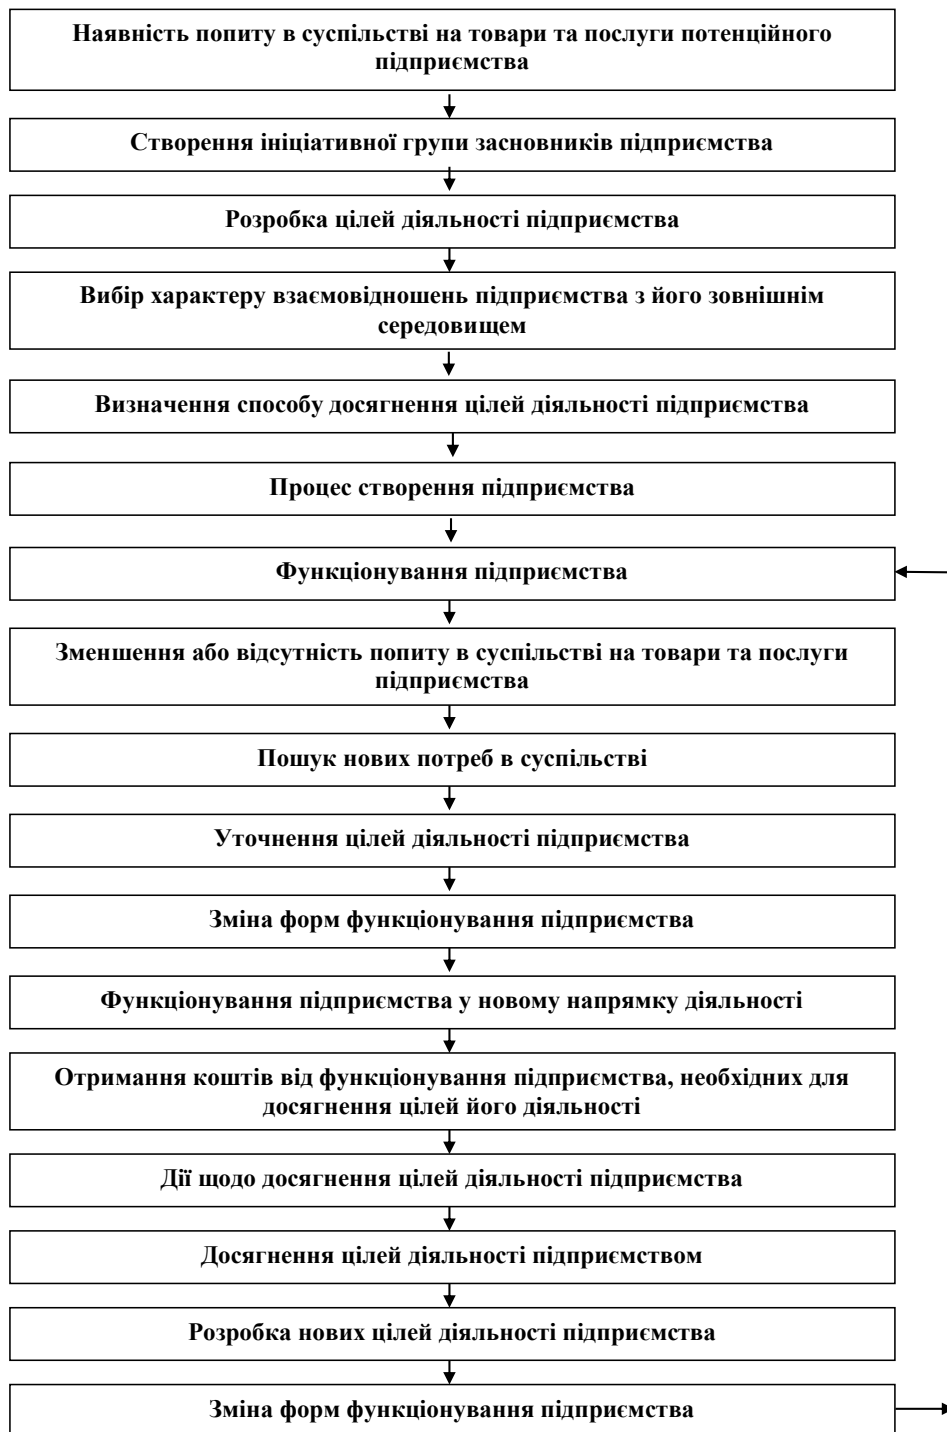 Наявність попиту в суспільстві на товари та послуги потенційного
підприємства
Створення ініціативної групи засновників підприємства
Розробка цілей діяльності підприємства
Вибір характеру взаємовідношень підприємства з його зовнішнім
середовищем
Визначення способу досягнення цілей діяльності підприємства
Процес створення підприємства
Функціонування підприємства
Зменшення або відсутність попиту в суспільстві на товари та послуги
підприємства
Пошук нових потреб в суспільстві
Уточнення цілей діяльності підприємства
Зміна форм функціонування підприємства
Функціонування підприємства у новому напрямку діяльності
Отримання коштів від функціонування підприємства, необхідних для
досягнення цілей його діяльності
Дії щодо досягнення цілей діяльності підприємства
Досягнення цілей діяльності підприємством
Розробка нових цілей діяльності підприємства
Зміна форм функціонування підприємства